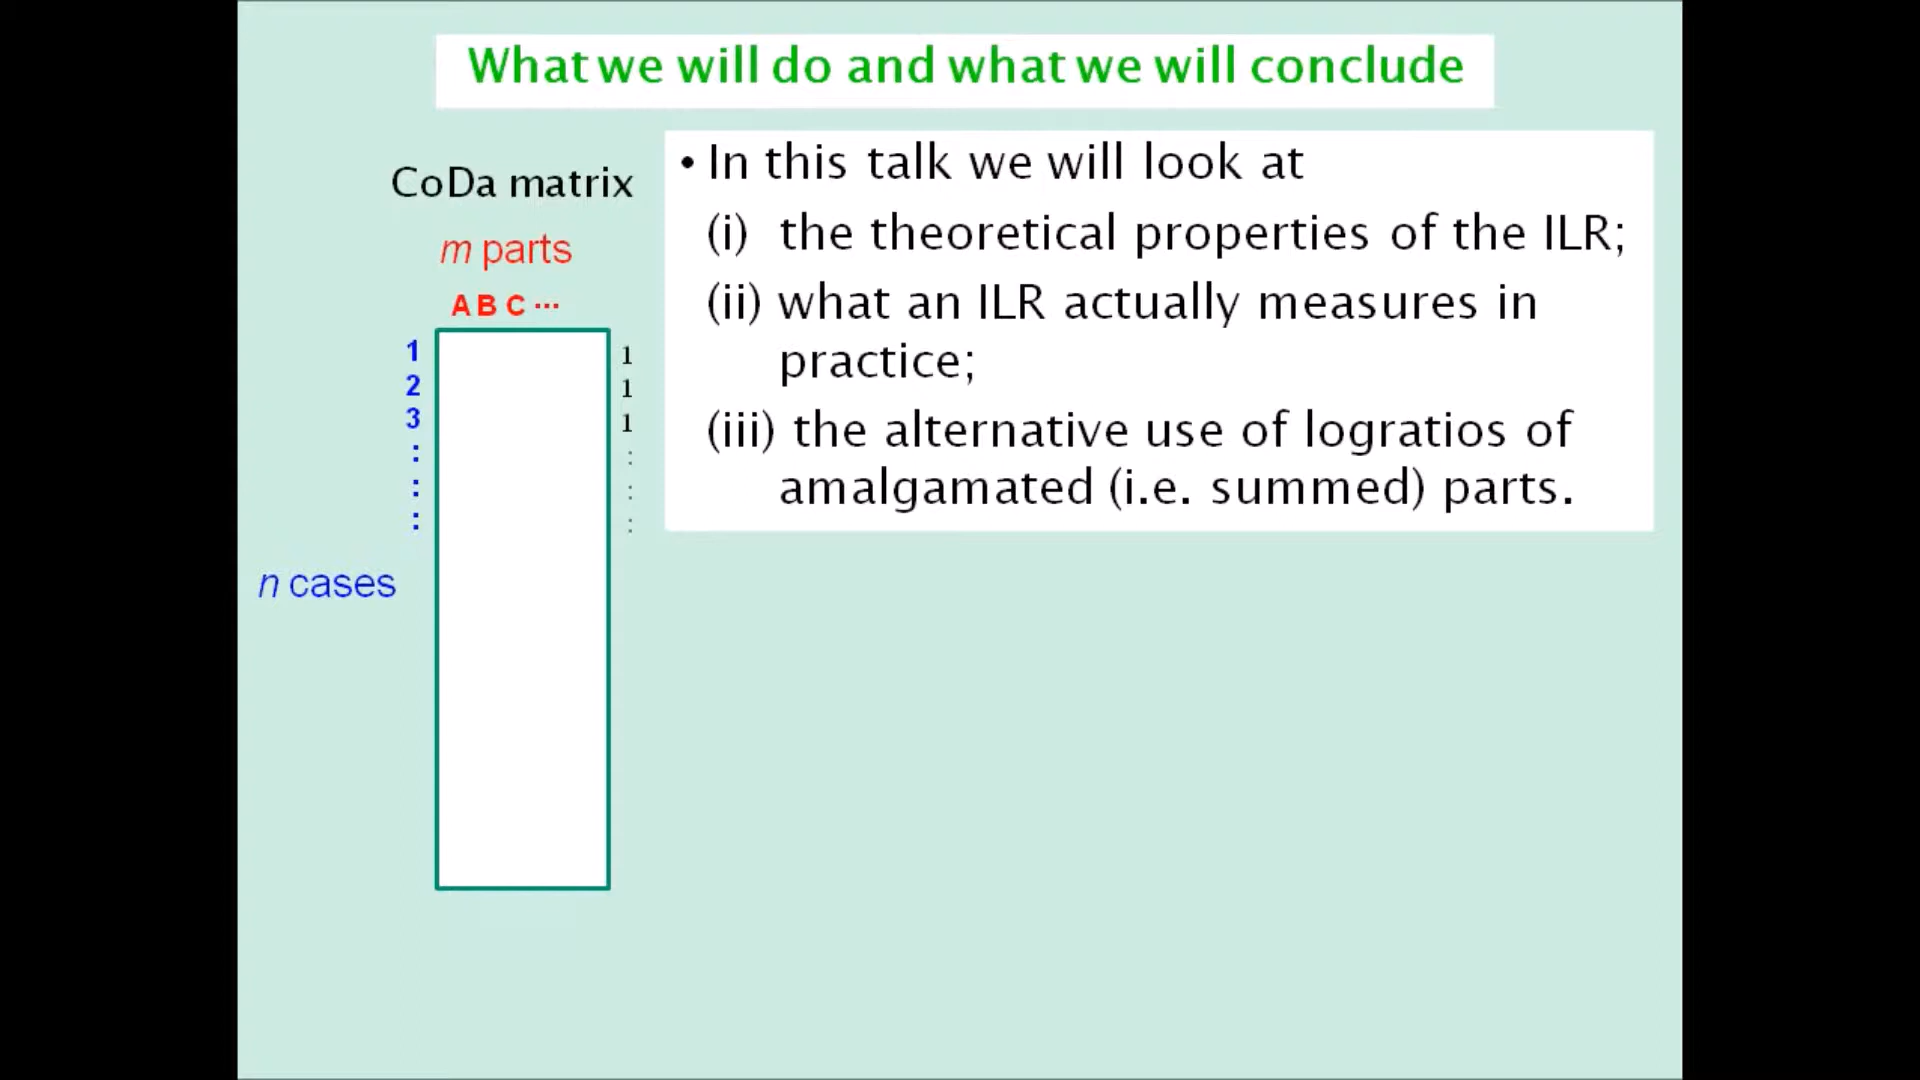 What we will do and what we will conclude
CoDa matrix
m parts
A B C ···
1
2
3
:
:
:
n cases
1
1
1
:
:
:
• In this talk we will look at
(i) the theoretical properties of the ILR;
(ii) what an ILR actually measures in
practice;
(iii) the alternative use of logratios of
amalgamated (i.e. summed) parts.